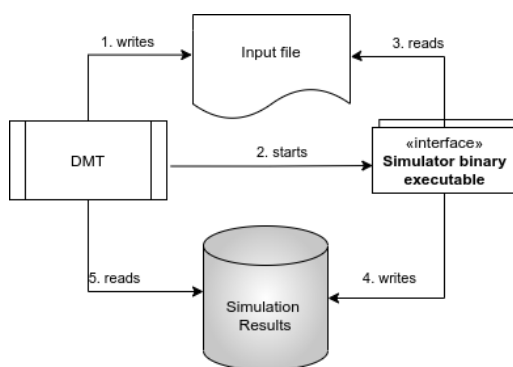 1. writes
Input file
3. reads
DMT
2. starts
«interface»
Simulator binary
executable
5. reads
Simulation
Results
4. writes